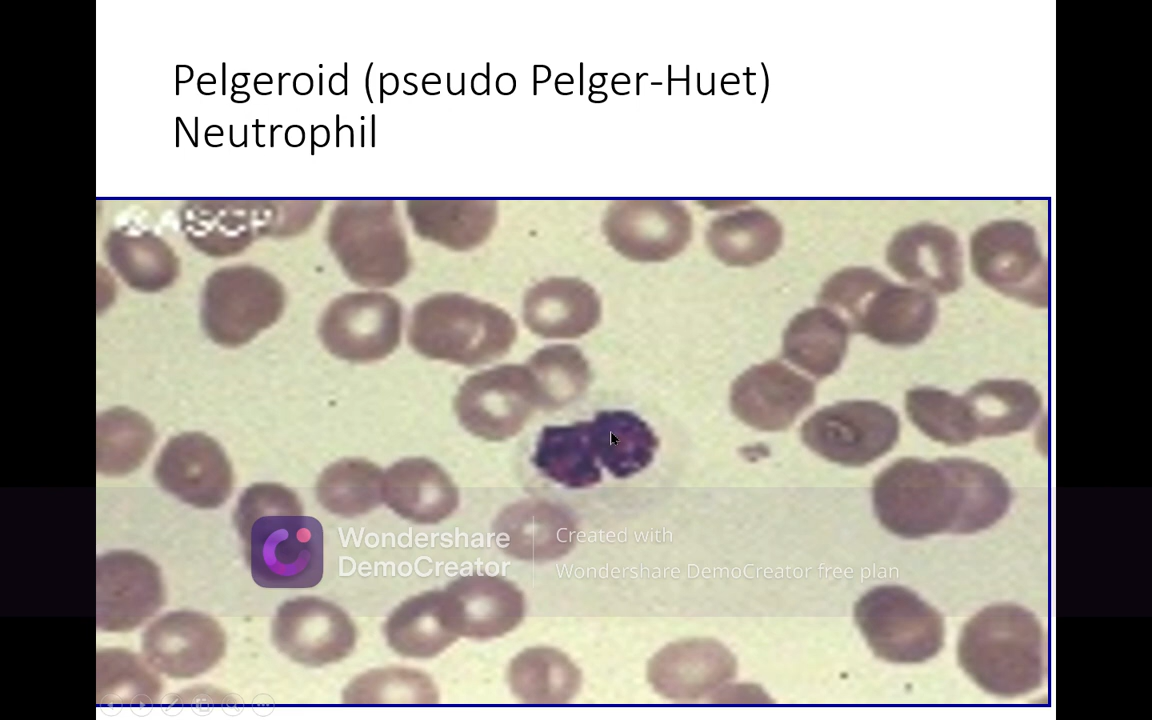 Pelgeroid (pseudo Pelger-Huet)
Neutrophil
ASCP
Wondershare
DemoCreator
Created with
Wondershare DemoCreator free plan